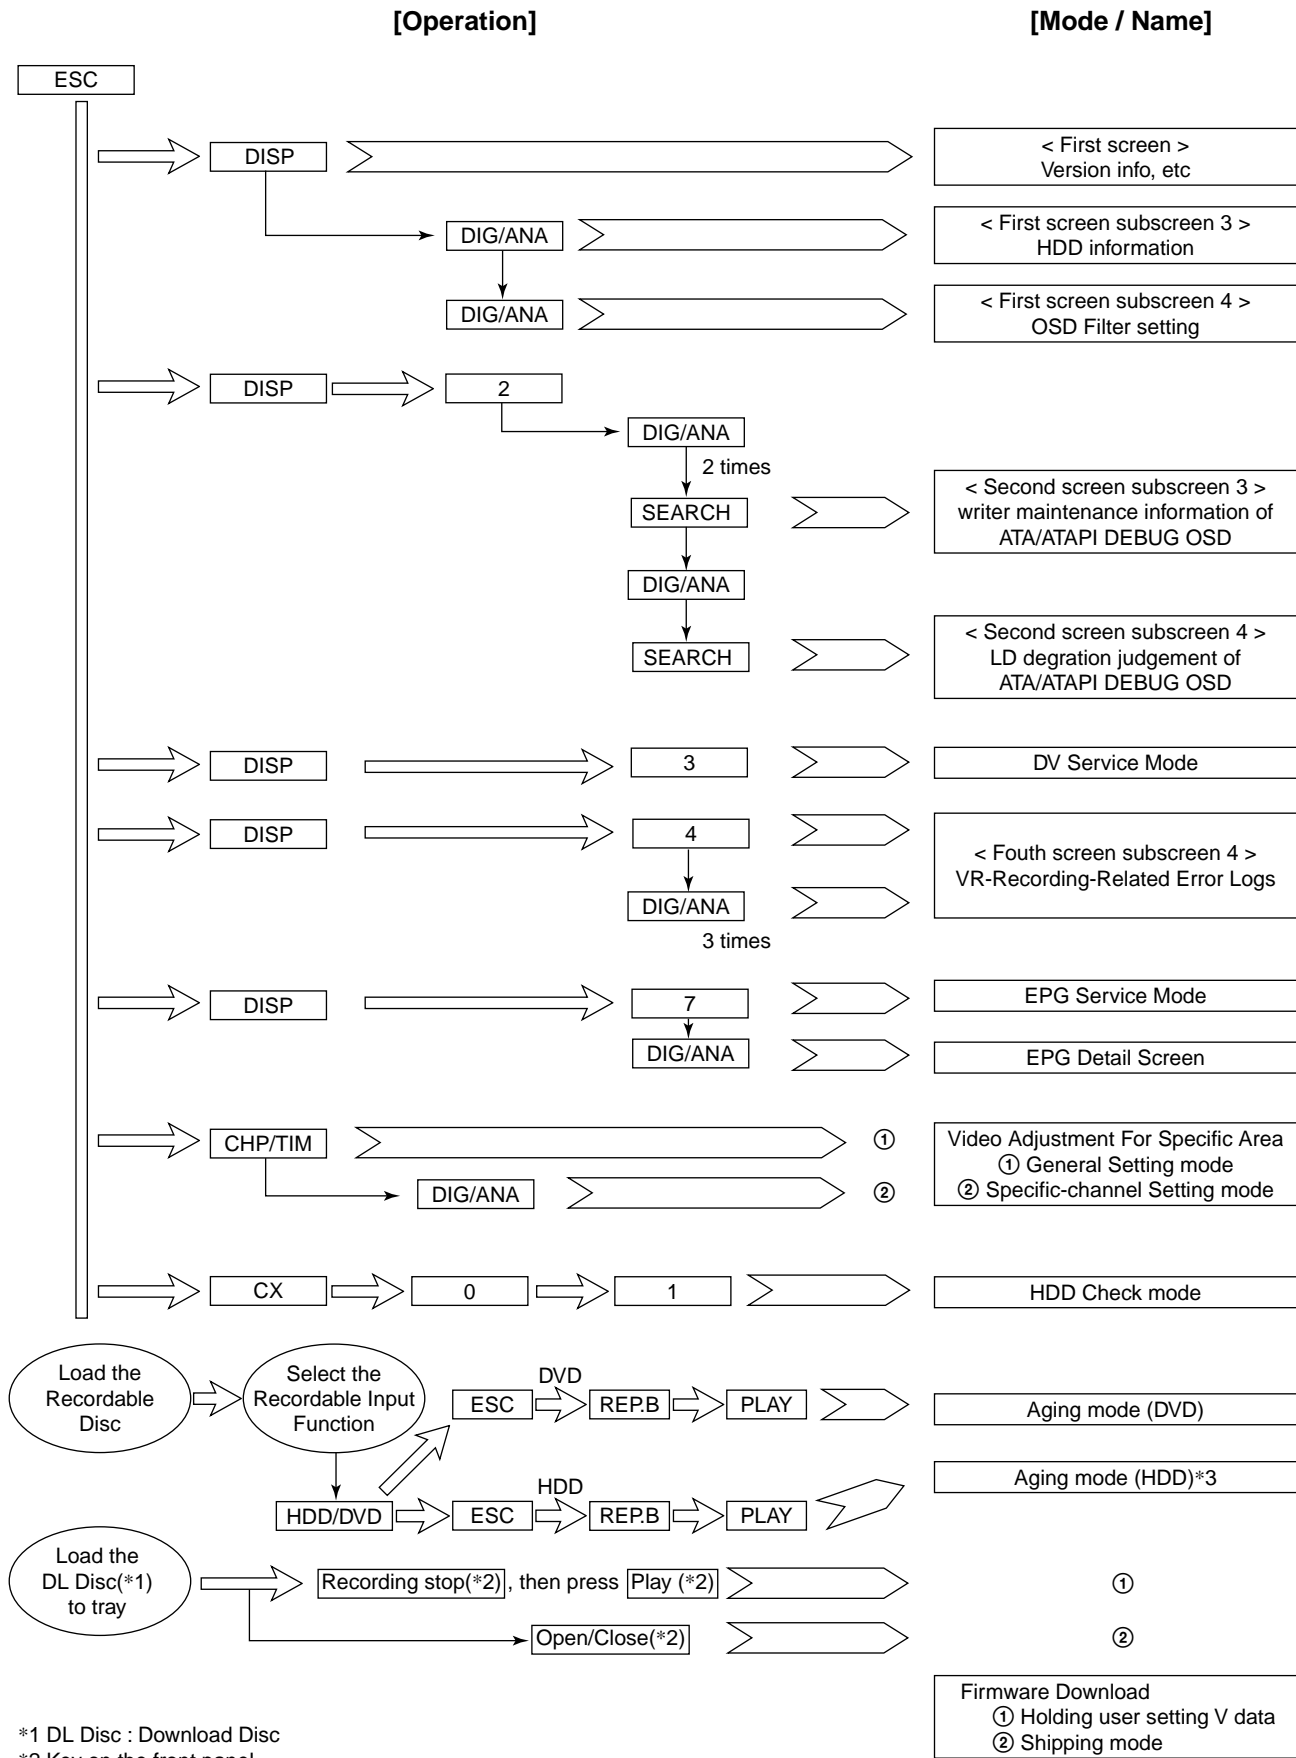 [Operation]
[Mode / Name]
ESC
DISP
< First screen >
Version info, etc
DIG/ANA
< First screen subscreen 3 >
HDD information
DIG/ANA
< First screen subscreen 4 >
OSD Filter setting
DISP
2
DIG/ANA
2 times
SEARCH
< Second screen subscreen 3 >
writer maintenance information of
ATA/ATAPI DEBUG OSD
DIG/ANA
SEARCH
< Second screen subscreen 4 >
LD degration judgement of
ATA/ATAPI DEBUG OSD
DISP
3
DV Service Mode
DISP
4
< Fouth screen subscreen 4 >
VR-Recording-Related Error Logs
DIG/ANA
3 times
DISP
7
EPG Service Mode
DIG/ANA
EPG Detail Screen
CHP/TIM
①
DIG/ANA
②
Video Adjustment For Specific Area
① General Setting mode
② Specific-channel Setting mode
CX
0
1
HDD Check mode
Load the
Recordable
Disc
Select the
Recordable Input
Function
DVD
ESC
REP.B
PLAY
Aging mode (DVD)
HDD/DVD
HDD
ESC
REP.B
PLAY
Aging mode (HDD)*3
Load the
DL Disc(*1)
to tray
Recording stop(*2) , then press Play (*2)
①
Open/Close(*2)
②
Firmware Download
① Holding user setting V data
② Shipping mode
*1 DL Disc : Download Disc
*2 Key on the front panel